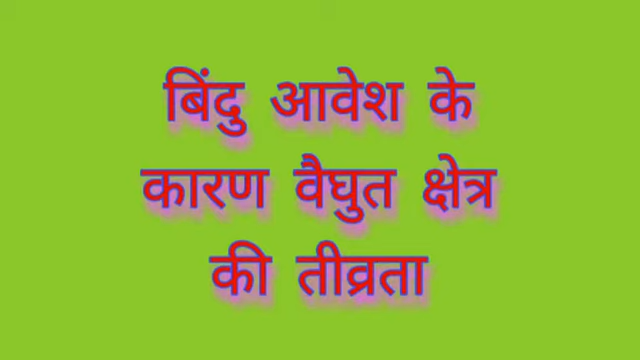 बिंदु आवेश के
कारण वैघुत क्षेत्र
की तीव्रता